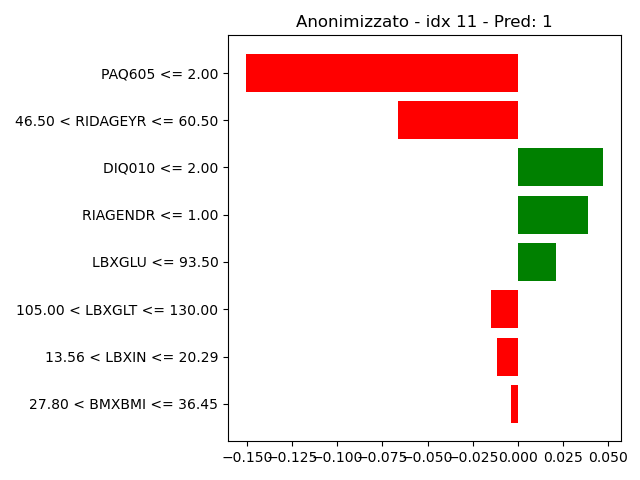 Anonimizzato - idx 11 - Pred: 1
PAQ605 <= 2.00
46.50 < RIDAGEYR <= 60.50
DIQ010 <= 2.00
RIAGENDR <= 1.00
LBXGLU <= 93.50
105.00 < LBXGLT <= 130.00
13.56 < LBXIN <= 20.29
27.80 < BMXBMI <= 36.45
−0.150 −0.125 −0.100 −0.075 −0.050 −0.025 0.000 0.025 0.050